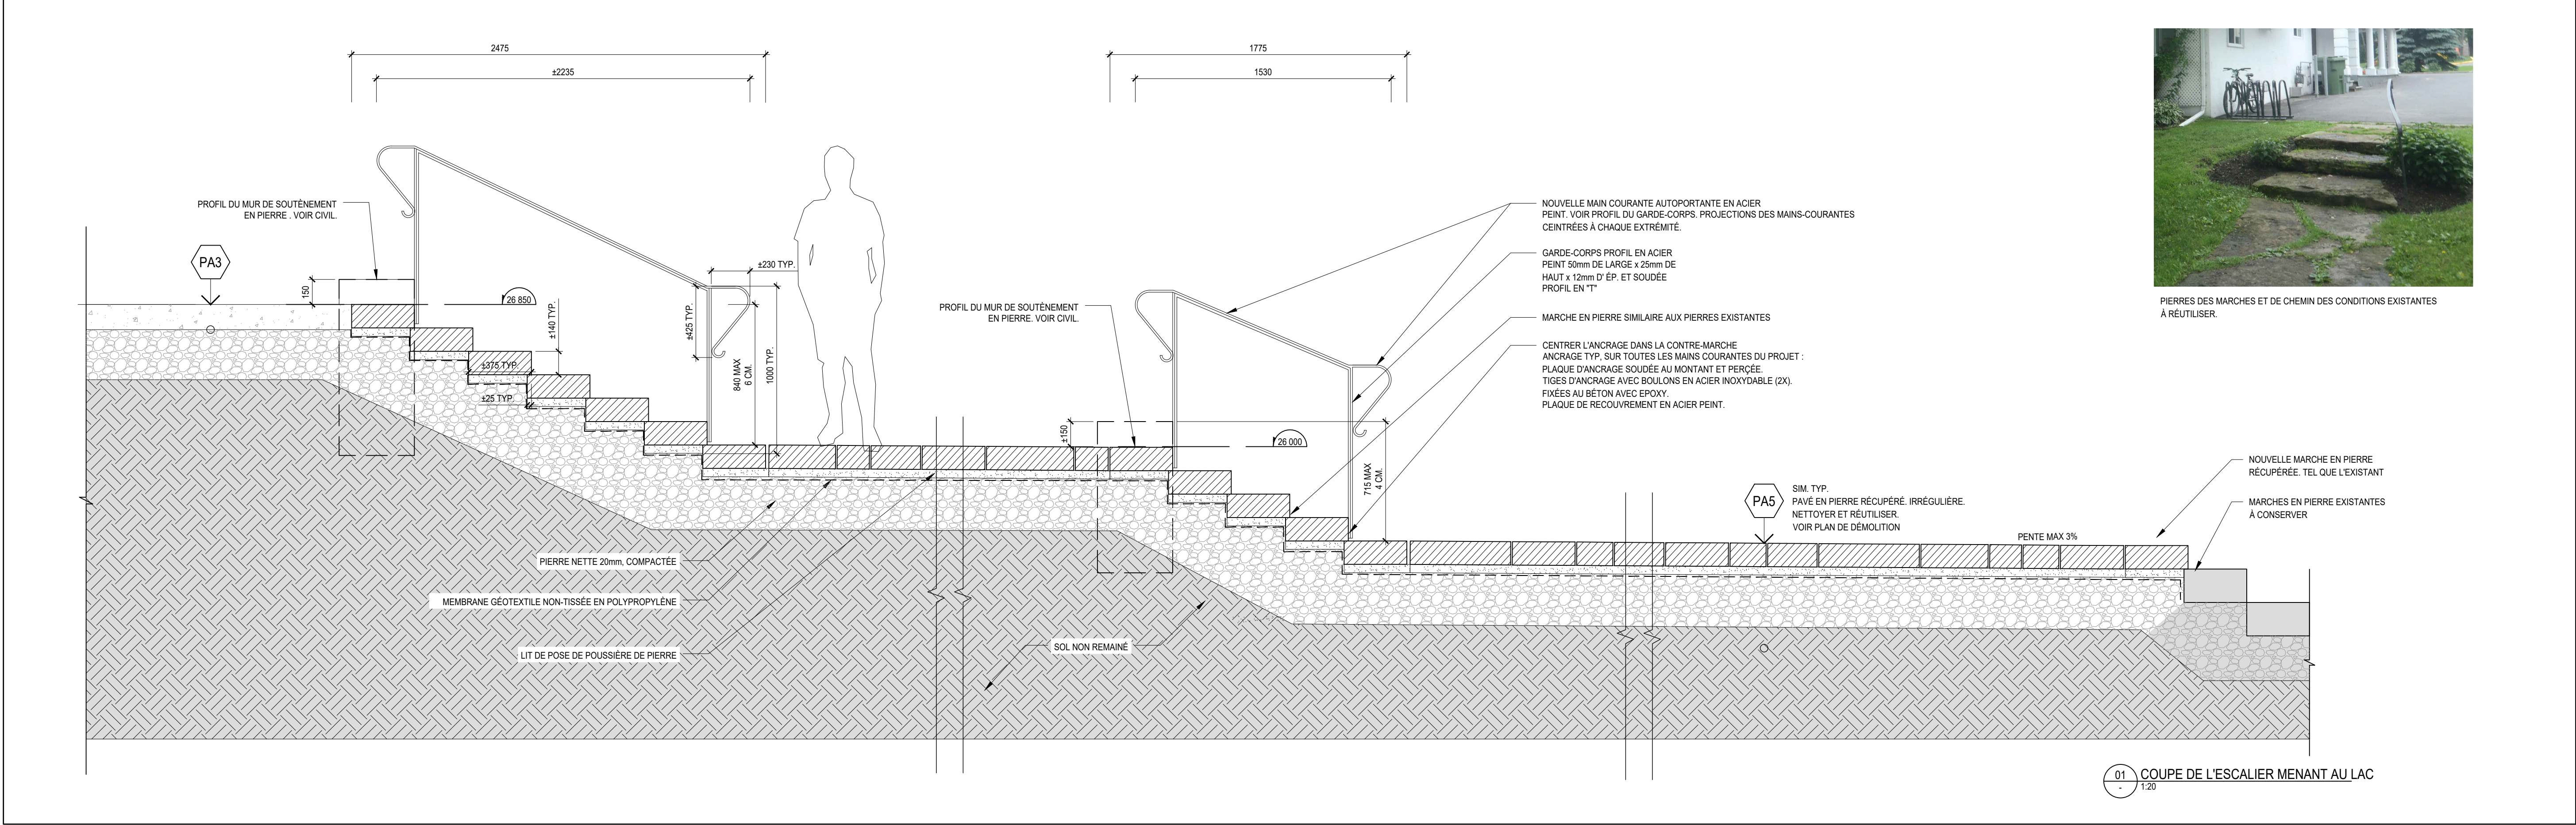 2475
±2235
1775
1530
PROFIL DU MUR DE SOUTÈNEMENT
EN PIERRE . VOIR CIVIL.
PA3
150
26 850
±140 TYP.
±375 TYP.
±25 TYP.
±230 TYP.
±425 TYP.
840 MAX
6 CM.
1000 TYP.
PROFIL DU MUR DE SOUTÈNEMENT
EN PIERRE. VOIR CIVIL.
±150
26 000
715 MAX
4 CM.
NOUVELLE MAIN COURANTE AUTOPORTANTE EN ACIER
PEINT. VOIR PROFIL DU GARDE-CORPS. PROJECTIONS DES MAINS-COURANTES
CEINTRÉES À CHAQUE EXTRÉMITÉ.
GARDE-CORPS PROFIL EN ACIER
PEINT 50mm DE LARGE x 25mm DE
HAUT x 12mm D' ÉP. ET SOUDÉE
PROFIL EN "T"
MARCHE EN PIERRE SIMILAIRE AUX PIERRES EXISTANTES
CENTRER L'ANCRAGE DANS LA CONTRE-MARCHE
ANCRAGE TYP, SUR TOUTES LES MAINS COURANTES DU PROJET :
PLAQUE D'ANCRAGE SOUDÉE AU MONTANT ET PERÇÉE.
TIGES D'ANCRAGE AVEC BOULONS EN ACIER INOXYDABLE (2X).
FIXÉES AU BÉTON AVEC EPOXY.
PLAQUE DE RECOUVREMENT EN ACIER PEINT.
PIERRES DES MARCHES ET DE CHEMIN DES CONDITIONS EXISTANTES
À RÉUTILISER.
NOUVELLE MARCHE EN PIERRE
RÉCUPÉRÉE. TEL QUE L'EXISTANT
MARCHES EN PIERRE EXISTANTES
À CONSERVER
PA5
SIM. TYP.
PAVÉ EN PIERRE RÉCUPÉRÉ. IRRÉGULIÈRE.
NETTOYER ET RÉUTILISER.
VOIR PLAN DE DÉMOLITION
PENTE MAX 3%
PIERRE NETTE 20mm, COMPACTÉE
MEMBRANE GÉOTEXTILE NON-TISSÉE EN POLYPROPYLÈNE
LIT DE POSE DE POUSSIÈRE DE PIERRE
SOL NON REMAINÉ
01
-
COUPE DE L'ESCALIER MENANT AU LAC
1:20